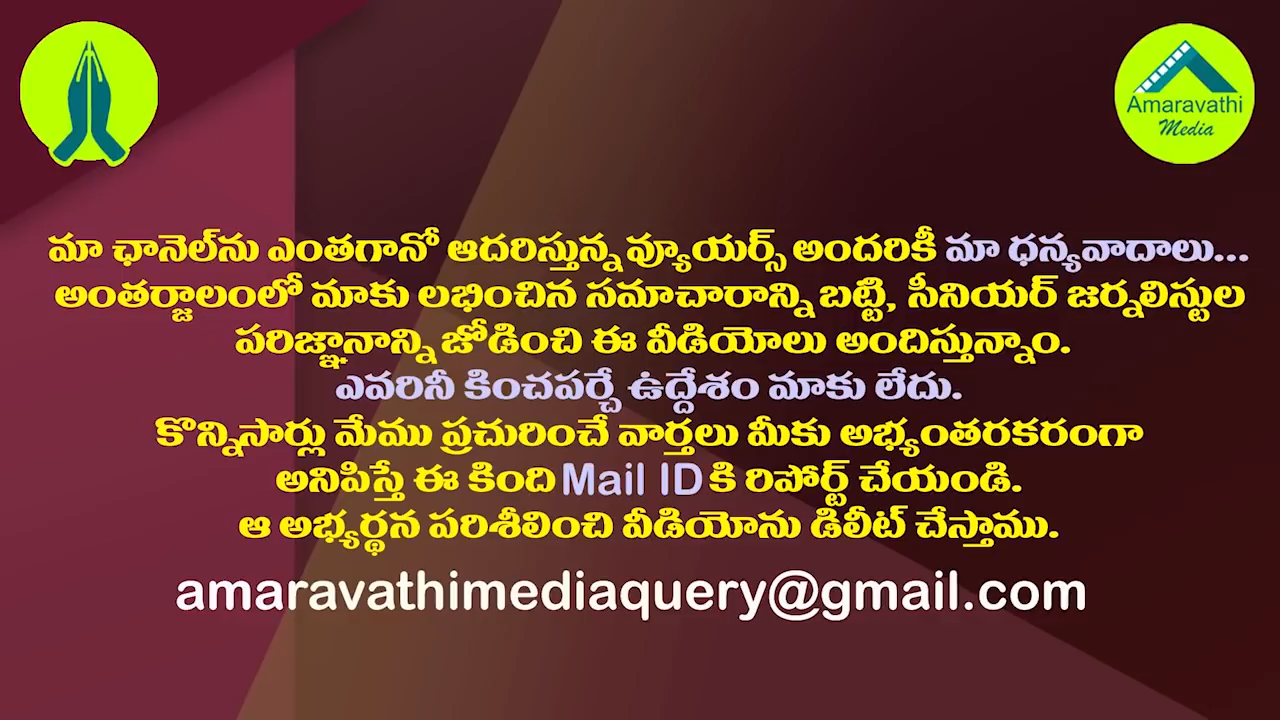 Amaravathi
Media
మా ఛానెల్‌ను ఎంతగానో ఆదరిస్తున్న వ్యూయర్స్ అందరికీ మా ధన్యవాదాలు...
అంతర్జాలంలో మాకు లభించిన సమాచారాన్ని బట్టి, సీనియర్ జర్నలిస్టుల
పరిజ్ఞానాన్ని జోడించి ఈ వీడియోలు అందిస్తున్నాం.
ఎవరినీ కించపర్చే ఉద్దేశం మాకు లేదు.
కొన్నిసార్లు మేము ప్రచురించే వార్తలు మీకు అభ్యంతరకరంగా
అనిపిస్తే ఈ కింది Mail ID కి రిపోర్ట్ చేయండి.
ఆ అభ్యర్థన పరిశీలించి వీడియోను డిలీట్ చేస్తాము.
amaravathimediaquery@gmail.com